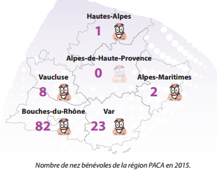 Hautes-Alpes
1
Alpes-de-Haute-Provence
0
Vaucluse
8
Alpes-Maritimes
2
Bouches-du-Rhône
82
Var
23
Nombre de nez bénévoles de la région PACA en 2015.